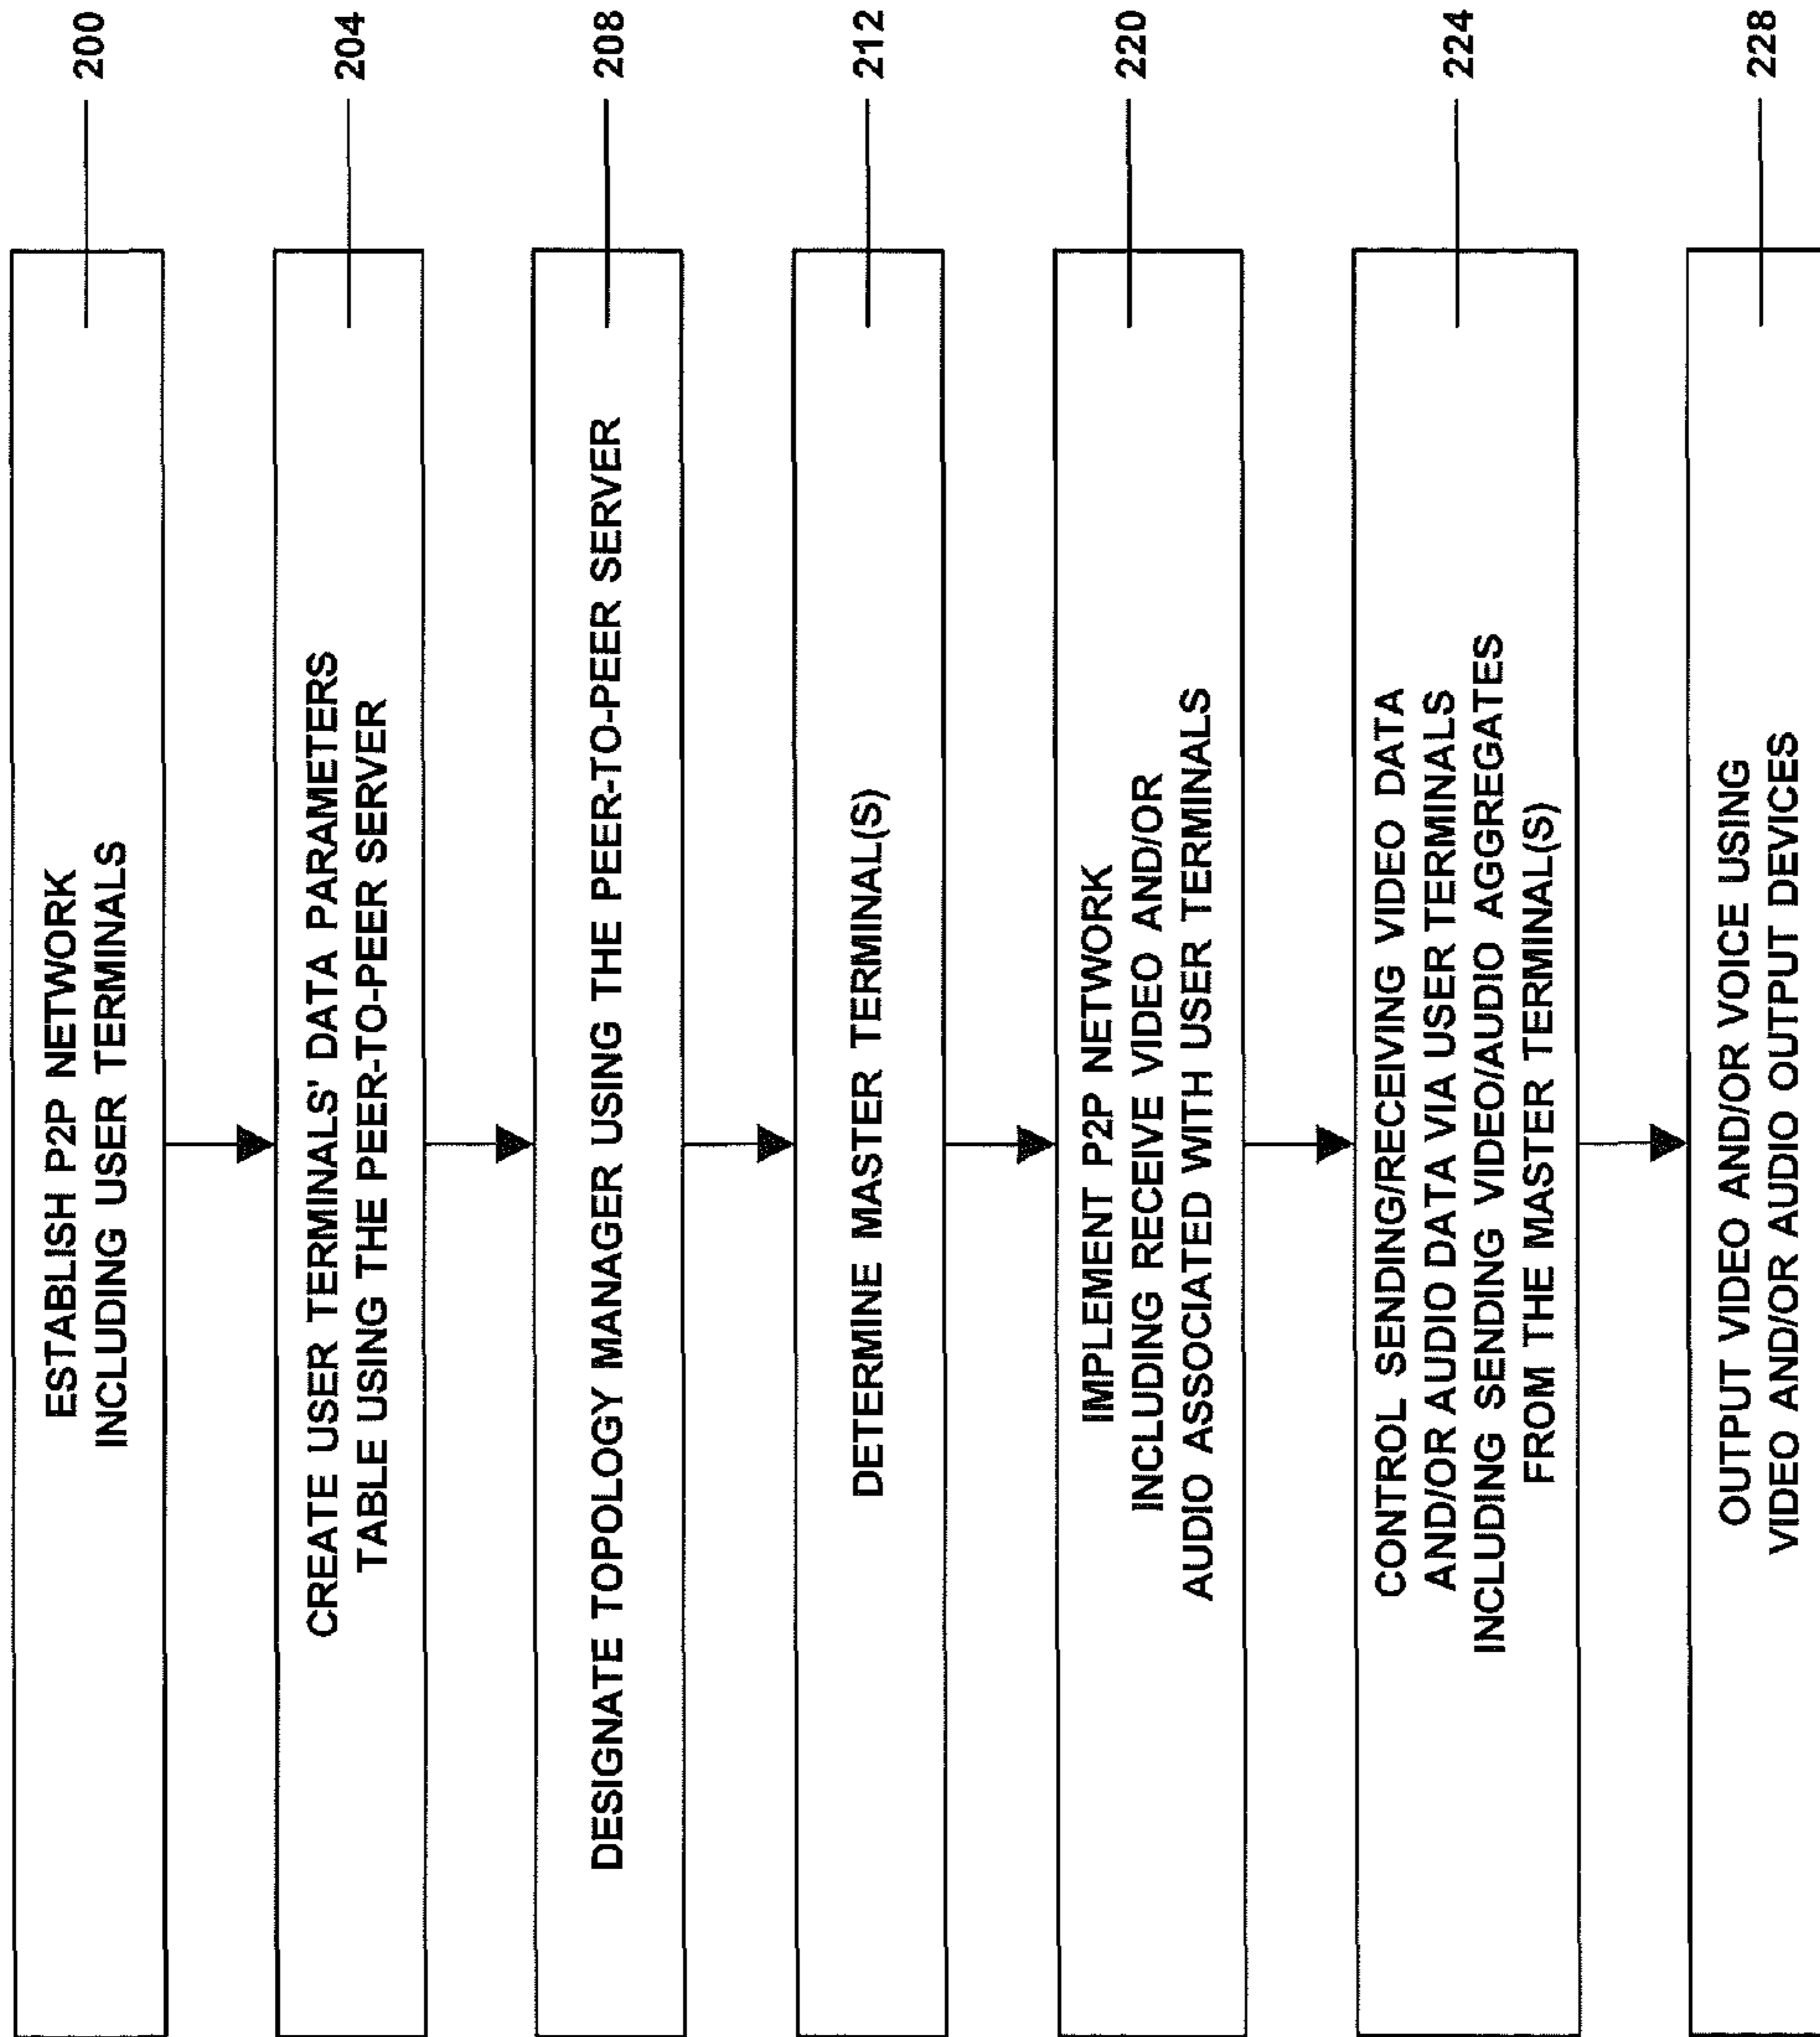 ESTABLISH P2P NETWORK
INCLUDING USER TERMINALS
200
CREATE USER TERMINALS' DATA PARAMETERS
TABLE USING THE PEER-TO-PEER SERVER
204
DESIGNATE TOPOLOGY MANAGER USING THE PEER-TO-PEER SERVER
208
DETERMINE MASTER TERMINAL(S)
212
IMPLEMENT P2P NETWORK
INCLUDING RECEIVE VIDEO AND/OR
AUDIO ASSOCIATED WITH USER TERMINALS
220
CONTROL SENDING/RECEIVING VIDEO DATA
AND/OR AUDIO DATA VIA USER TERMINALS
INCLUDING SENDING VIDEO/AUDIO AGGREGATES
FROM THE MASTER TERMINAL(S)
224
OUTPUT VIDEO AND/OR VOICE USING
VIDEO AND/OR AUDIO OUTPUT DEVICES
228